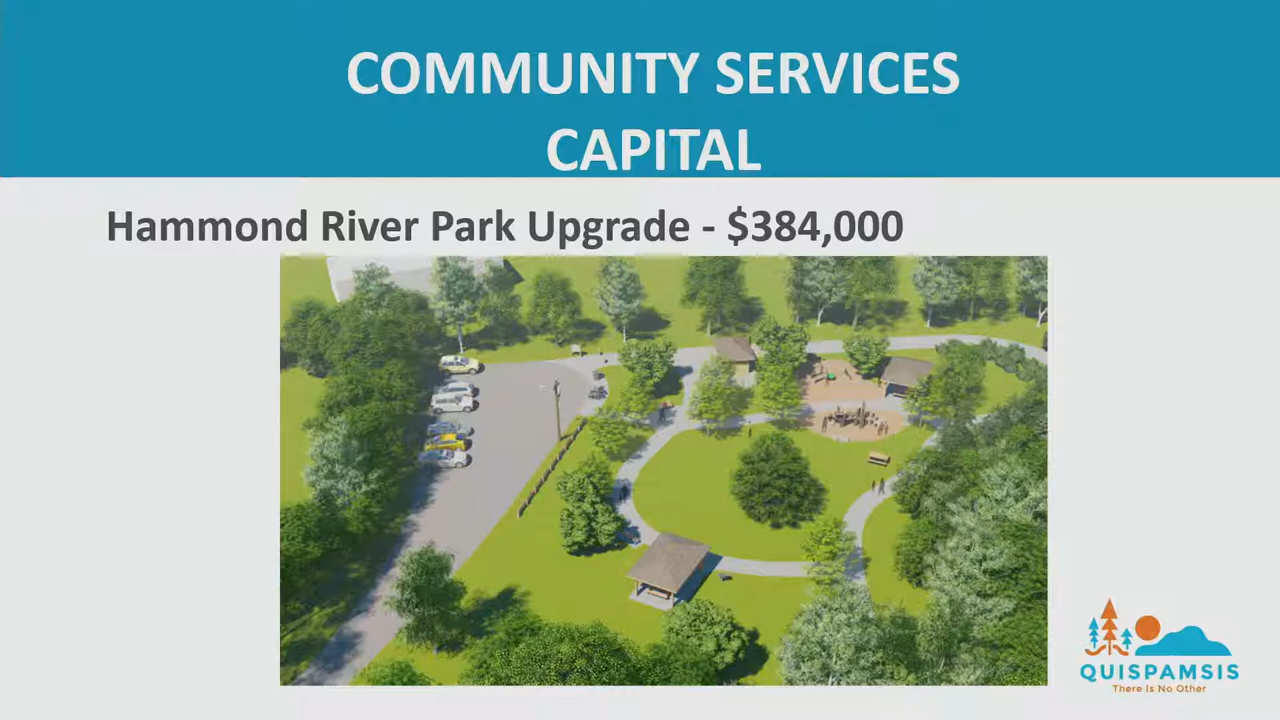 COMMUNITY SERVICES
CAPITAL
Hammond River Park Upgrade - $384,000
QUISPAMSIS
There Is No Other